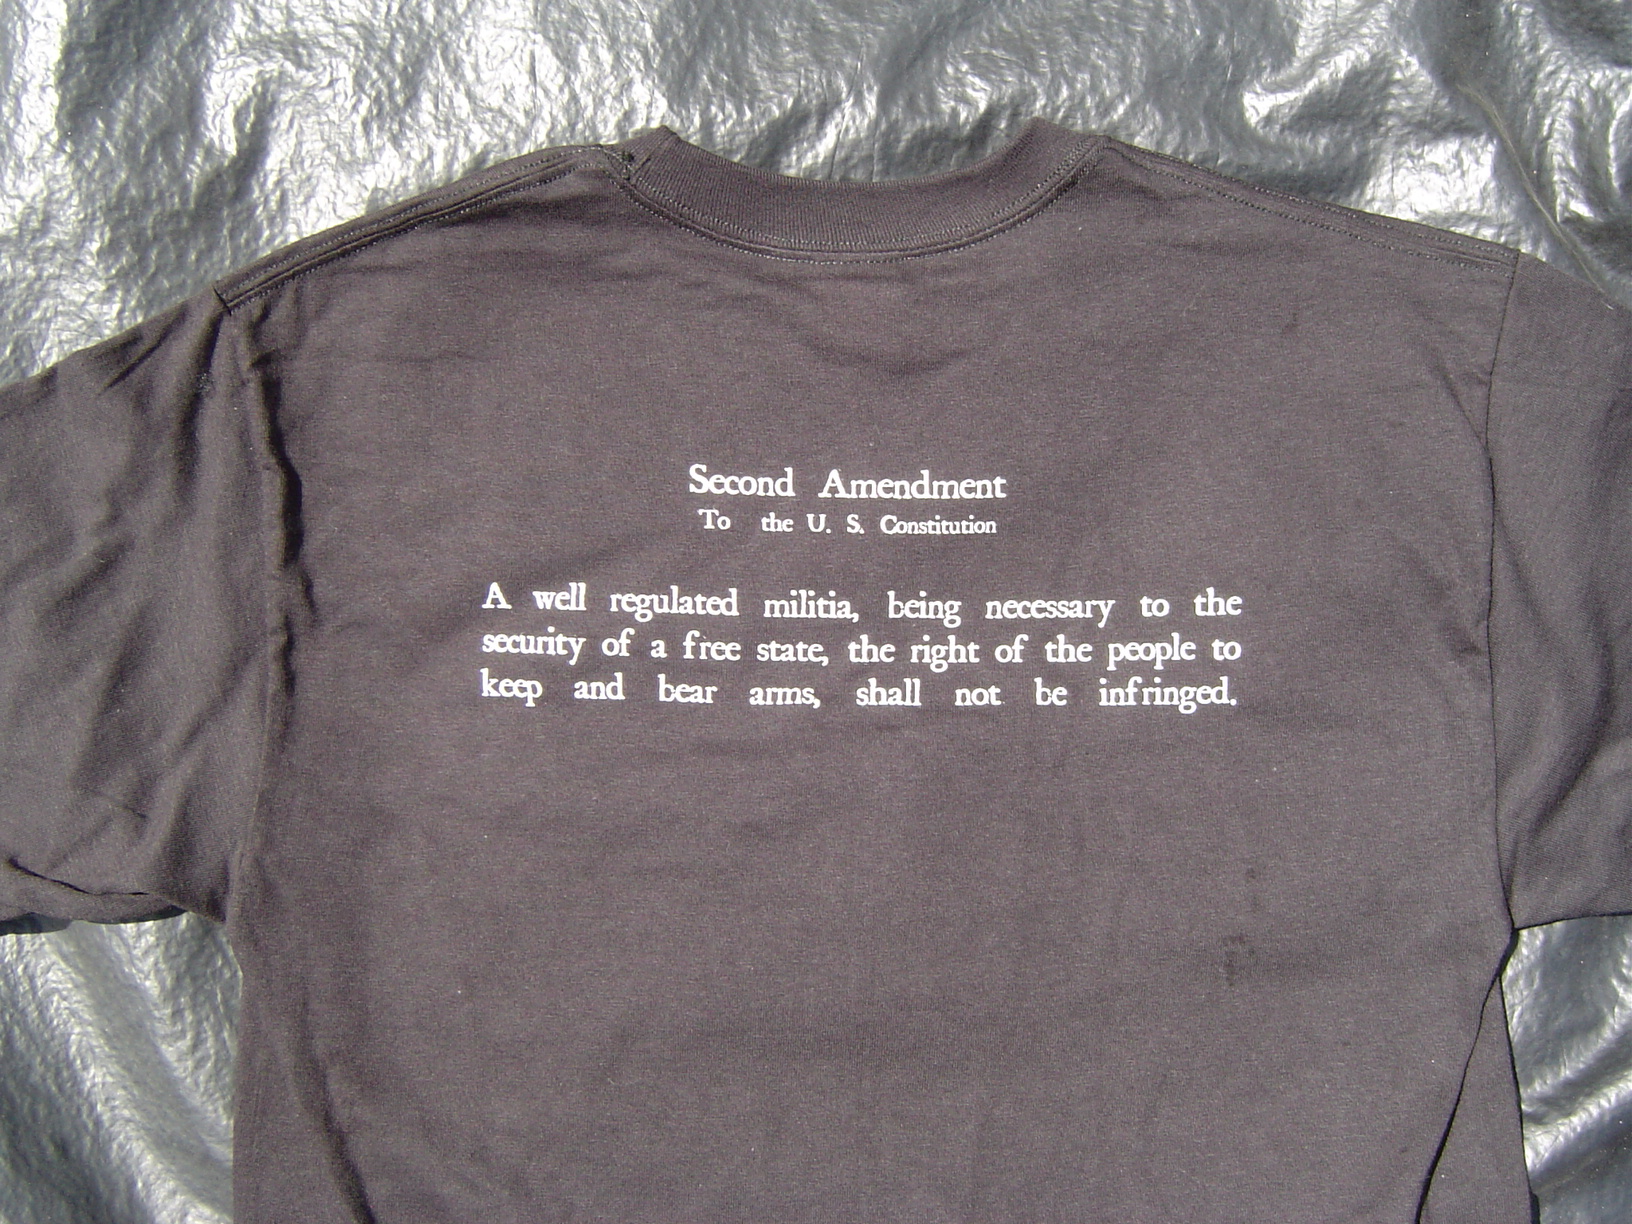 Second Amendment
To the U. S. Constitution
A well regulated militia, being necessary to the
security of a free state, the right of the people to
keep and bear arms, shall not be infringed.